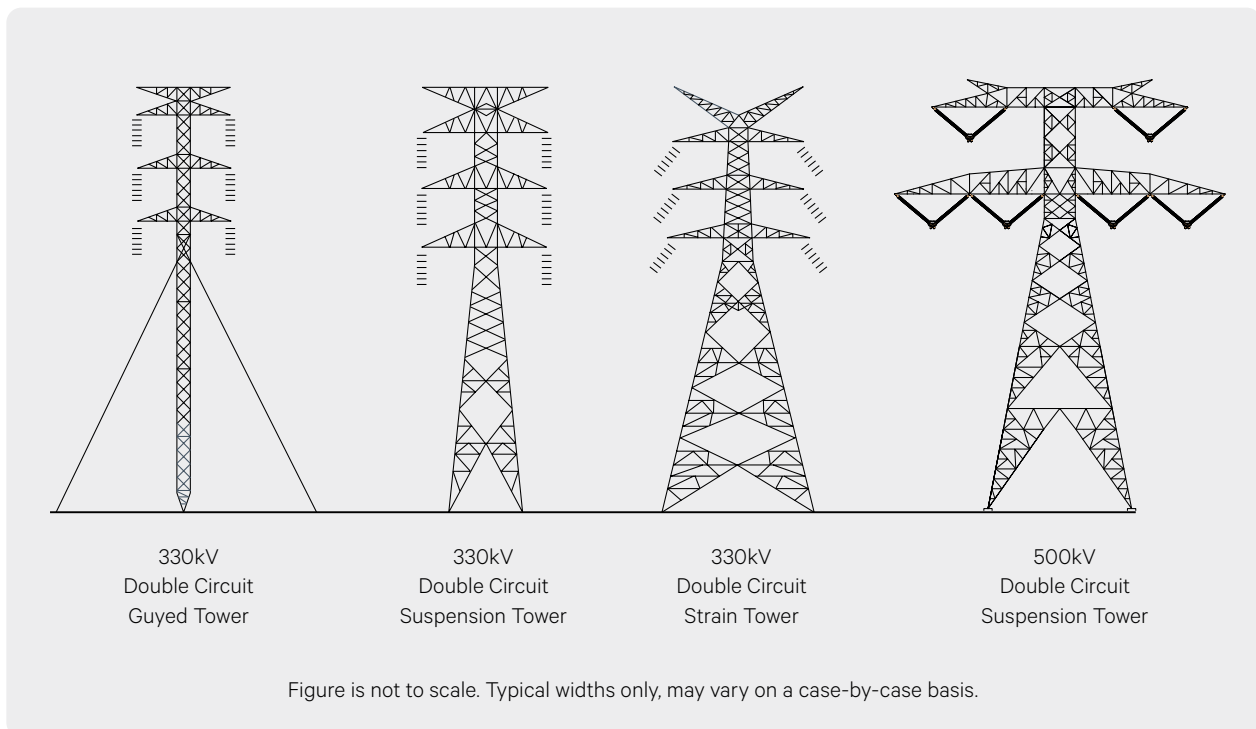 330kV
Double Circuit
Guyed Tower
330kV
Double Circuit
Suspension Tower
330kV
Double Circuit
Strain Tower
500kV
Double Circuit
Suspension Tower
Figure is not to scale. Typical widths only, may vary on a case-by-case basis.